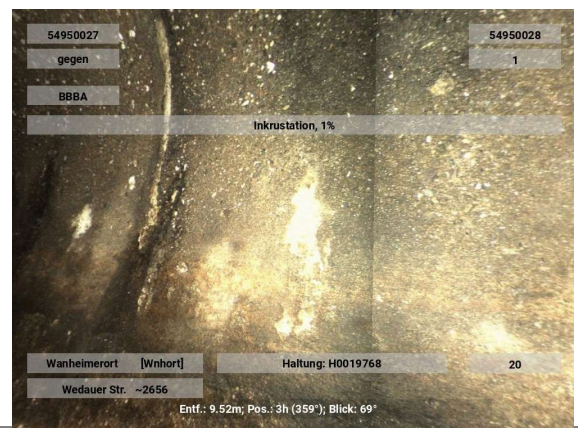 54950027 54950028
gegen 1
BBBA
Inkrustation, 1%
Wanheimerort [Wnhort] Haltung: H0019768 20
Wedauer Str. ~2656
Entf.: 9.52m; Pos.: 3h (359°); Blick: 69°